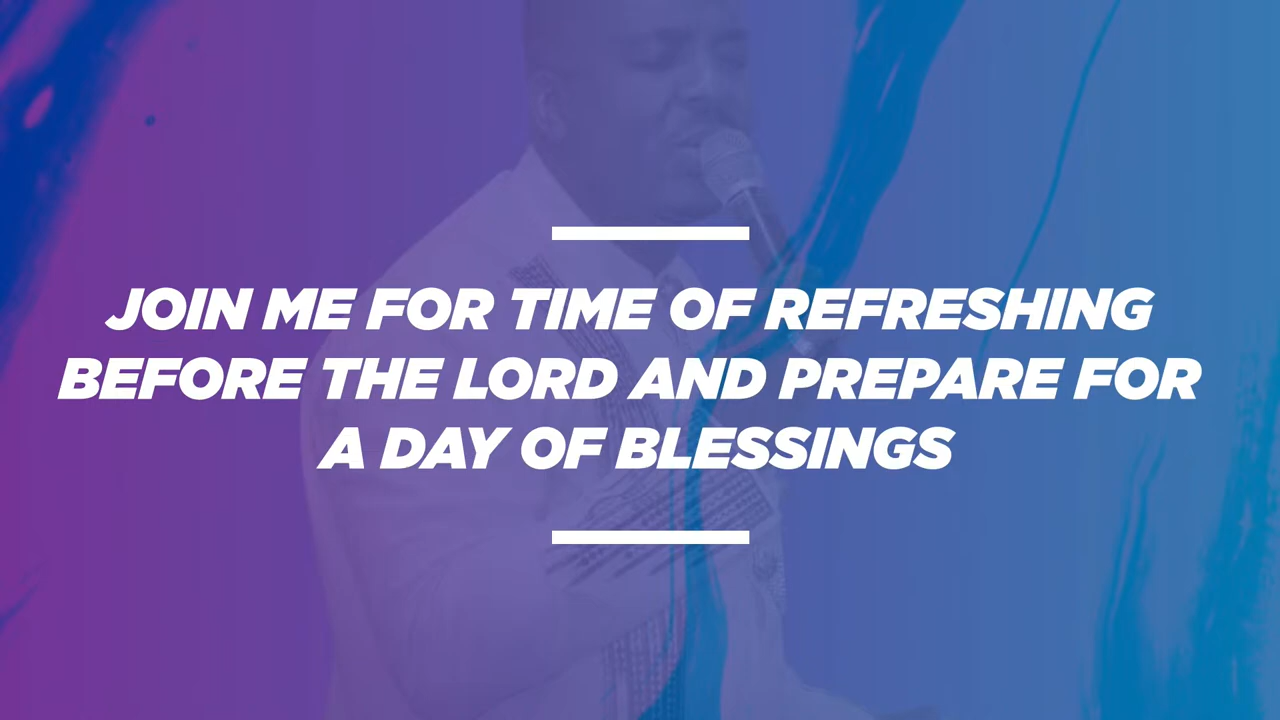 JOIN ME FOR TIME OF REFRESHING
BEFORE THE LORD AND PREPARE FOR
A DAY OF BLESSINGS